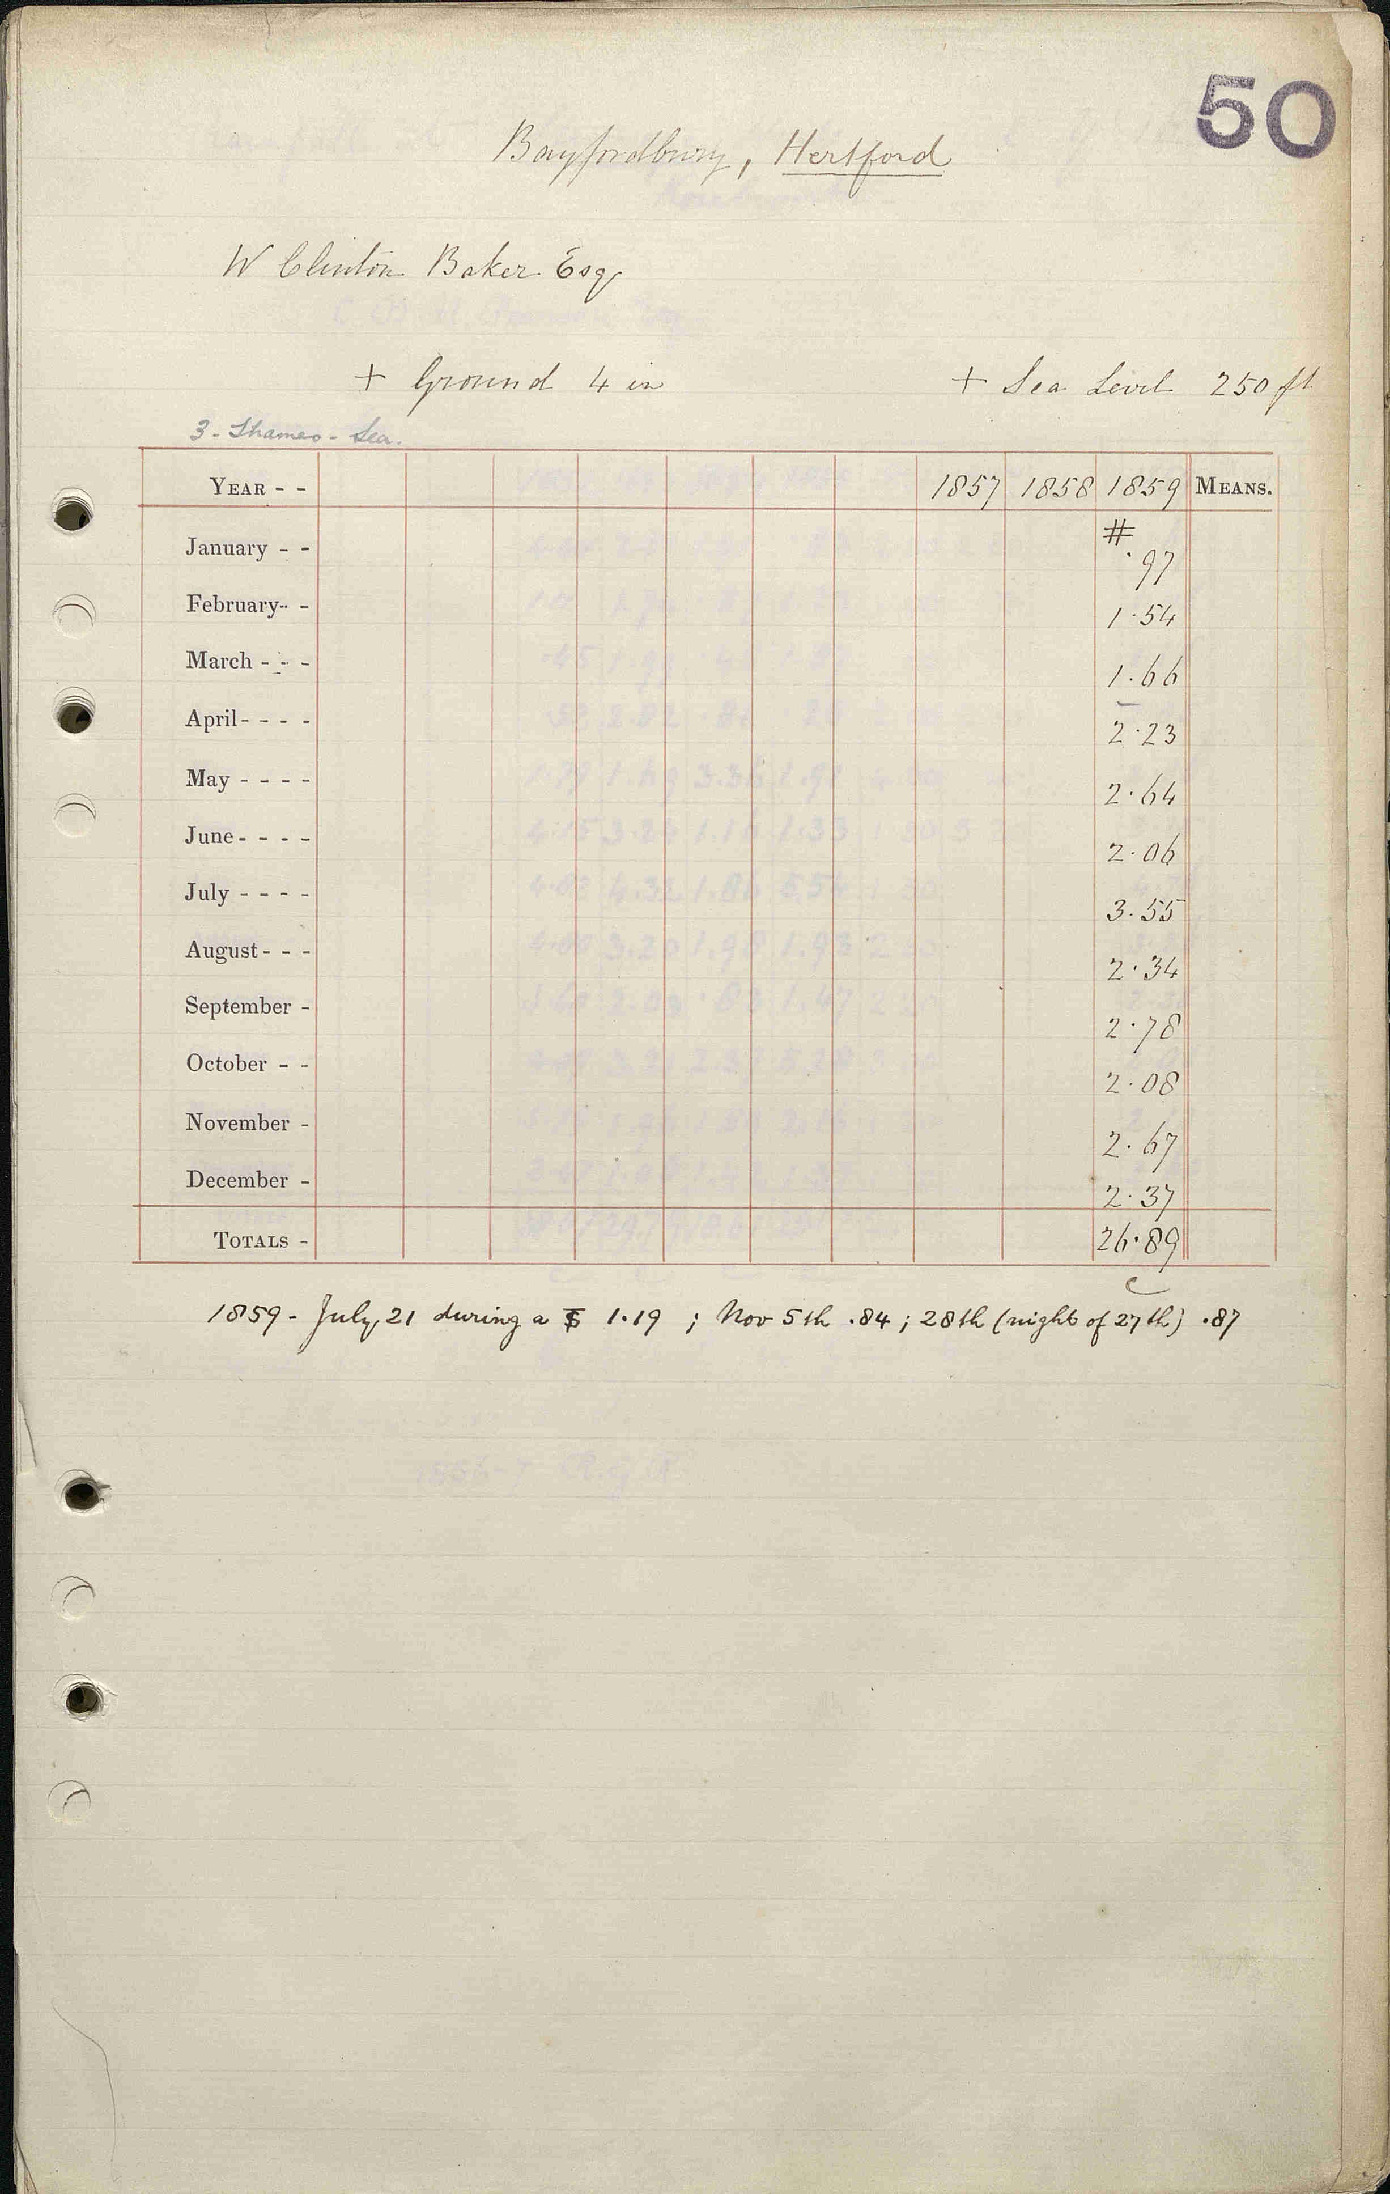 50
Bayfordbury, Hertford
W Clinton Baker Esq
+ Ground 4 in + Sea Level 250 ft
3 - Thames - Sea.
YEAR - - 1857 1858 1859 MEANS.
#
January - - .97
February - - 1.54
March - - - 1.66
April - - - - 2.23
May - - - - 2.64
June - - - - 2.06
July - - - - 3.55
August - - - 2.34
September - 2.78
October - - 2.08
November - 2.67
December - 2.37
TOTALS - 26.89
c
1859 - July 21 during a 1.19 ; Nov 5th .84 ; 28th (night of 27th) .87